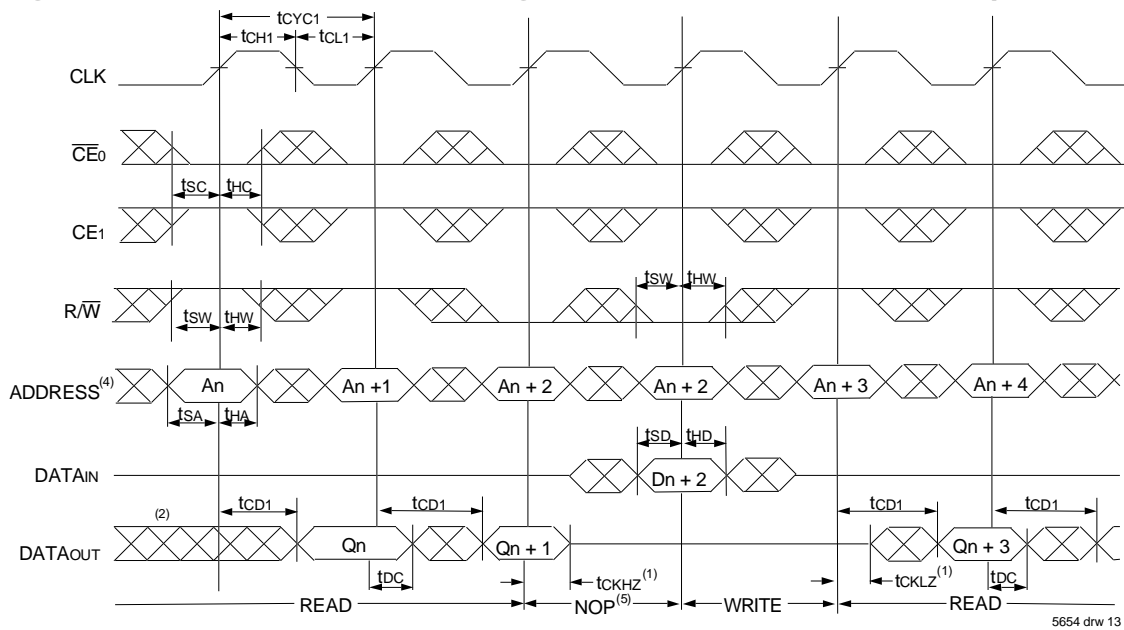 tCYC1
tCH1 tCL1
CLK
CE0
tSC tHC
CE1
tSW tHW
R/W
tSW tHW
An An +1 An + 2 An + 2 An + 3 An + 4
ADDRESS(4)
tSA tHA
tSD tHD
DATAIN Dn + 2
tCD1 tCD1 tCD1 tCD1
(2)
DATAOUT Qn Qn + 1 Qn + 3
tDC tCKHZ(1) tCKLZ(1) tDC
READ NOP(5) WRITE READ
5654 drw 13